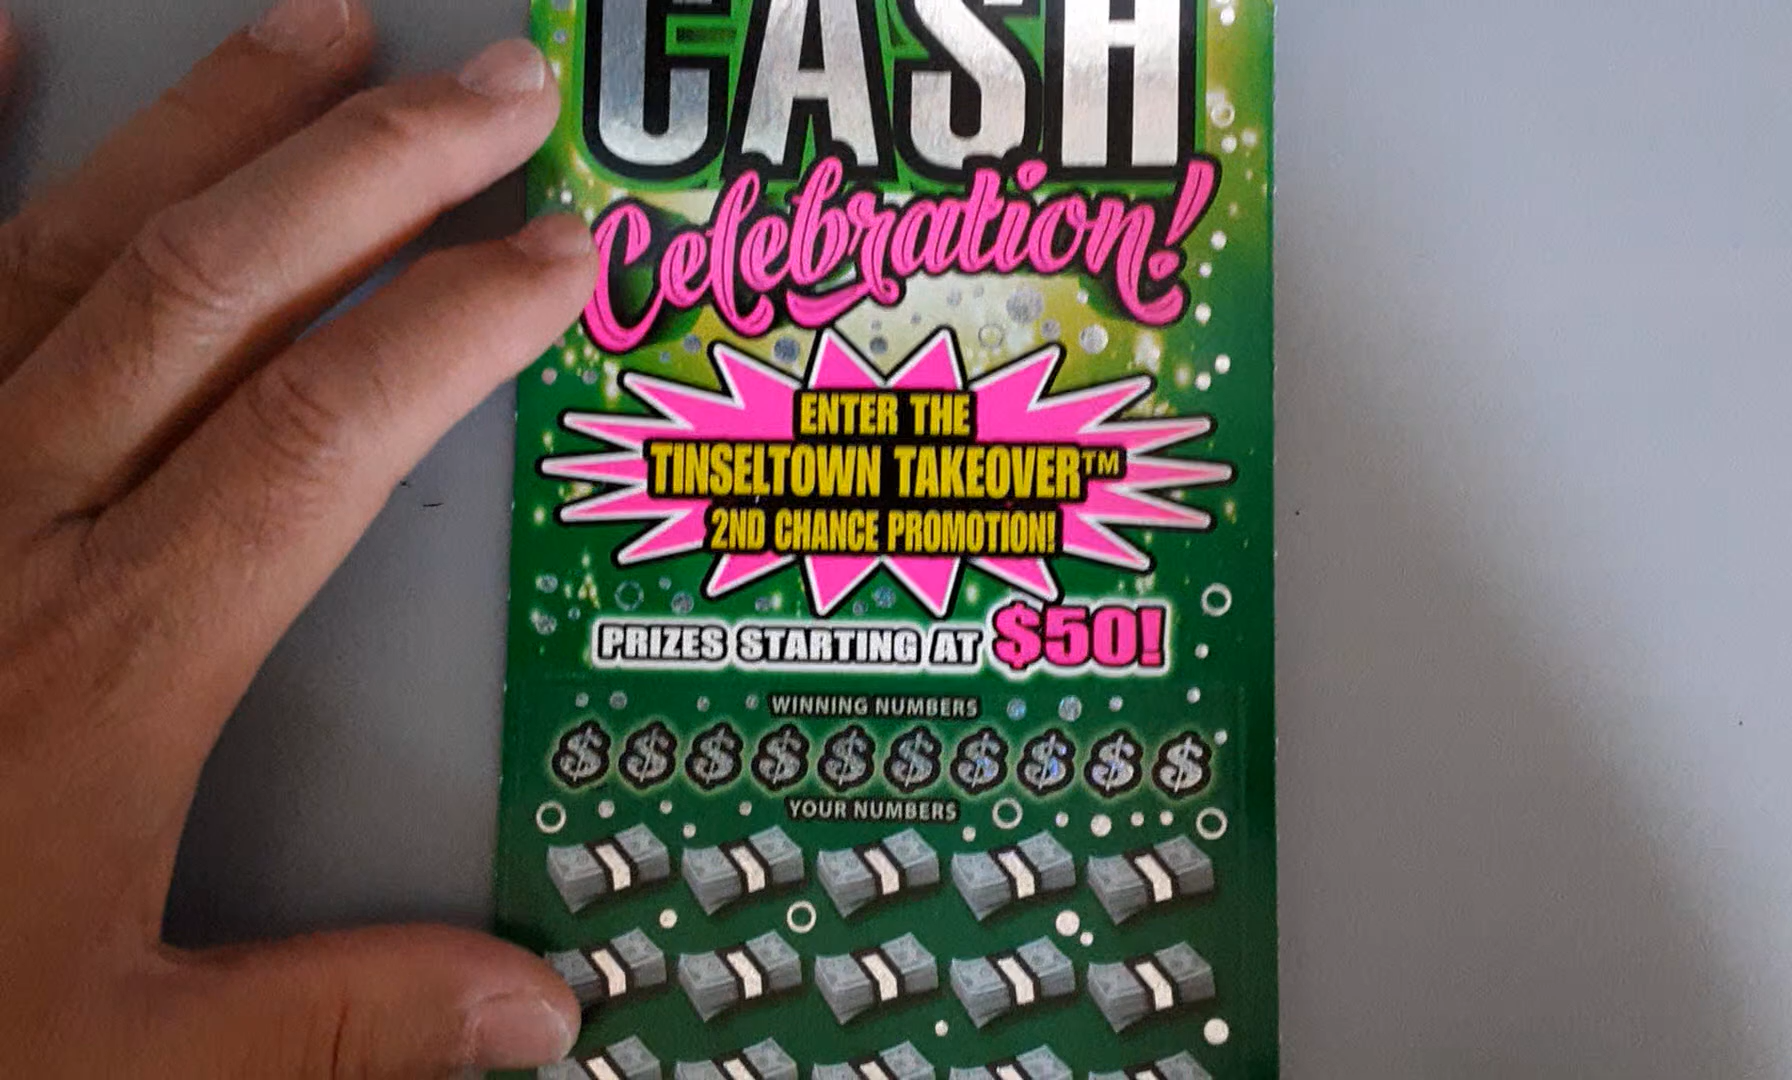 CASH
Celebration!
ENTER THE
TINSELTOWN TAKEOVER™
2ND CHANCE PROMOTION!
PRIZES STARTING AT $50!
WINNING NUMBERS
$ $ $ $ $ $ $ $ $ $
YOUR NUMBERS